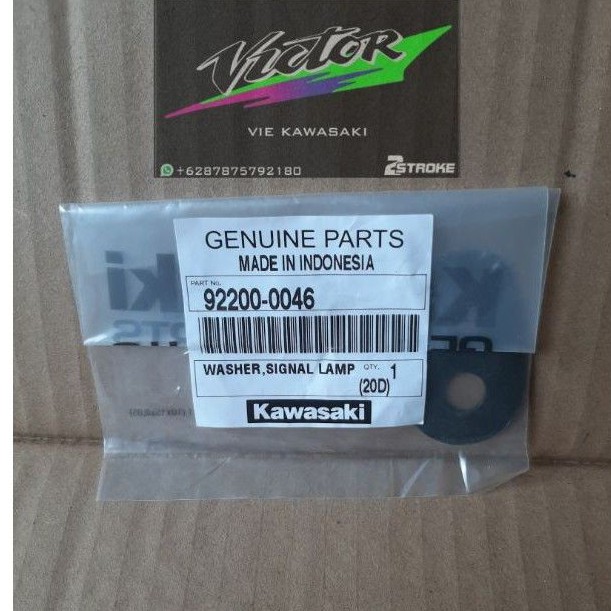 Victor
VIE KAWASAKI
+6287875792180
2STROKE
GENUINE PARTS
MADE IN INDONESIA
PART No.
92200-0046
WASHER,SIGNAL LAMP QTY. 1
(20D)
Kawasaki